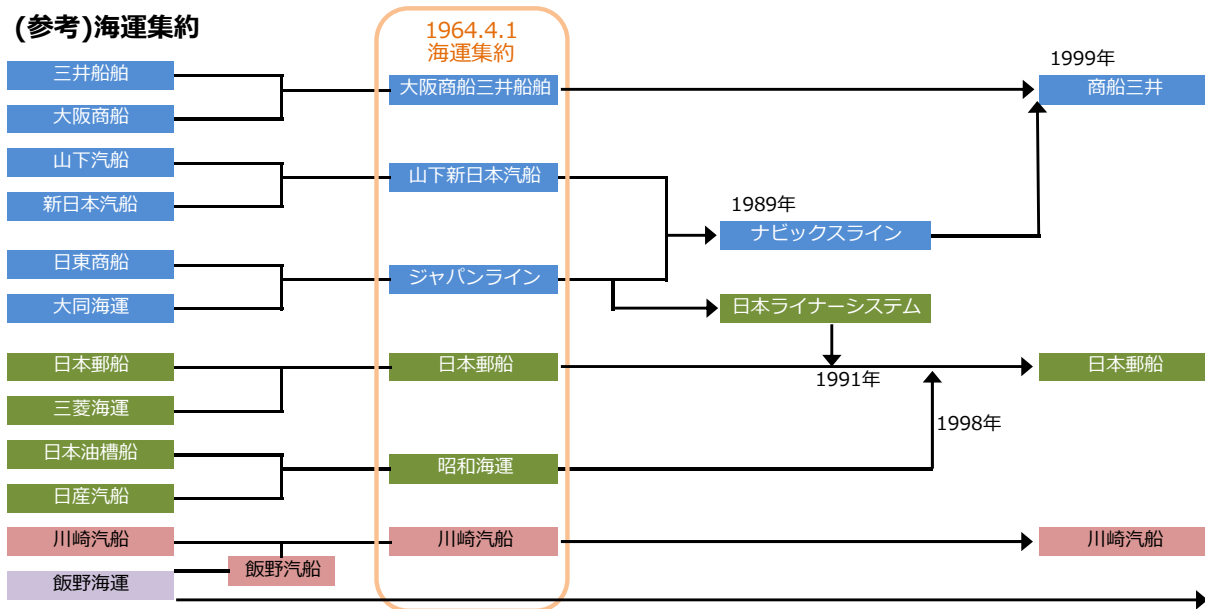 (参考)海運集約
1964.4.1
海運集約
1999年
三井船舶
大阪商船三井船舶
商船三井
大阪商船
山下汽船
山下新日本汽船
新日本汽船
1989年
ナビックスライン
日東商船
ジャパンライン
大同海運
日本ライナーシステム
日本郵船
日本郵船
日本郵船
1991年
三菱海運
1998年
日本油槽船
昭和海運
日産汽船
川崎汽船
川崎汽船
川崎汽船
飯野汽船
飯野海運